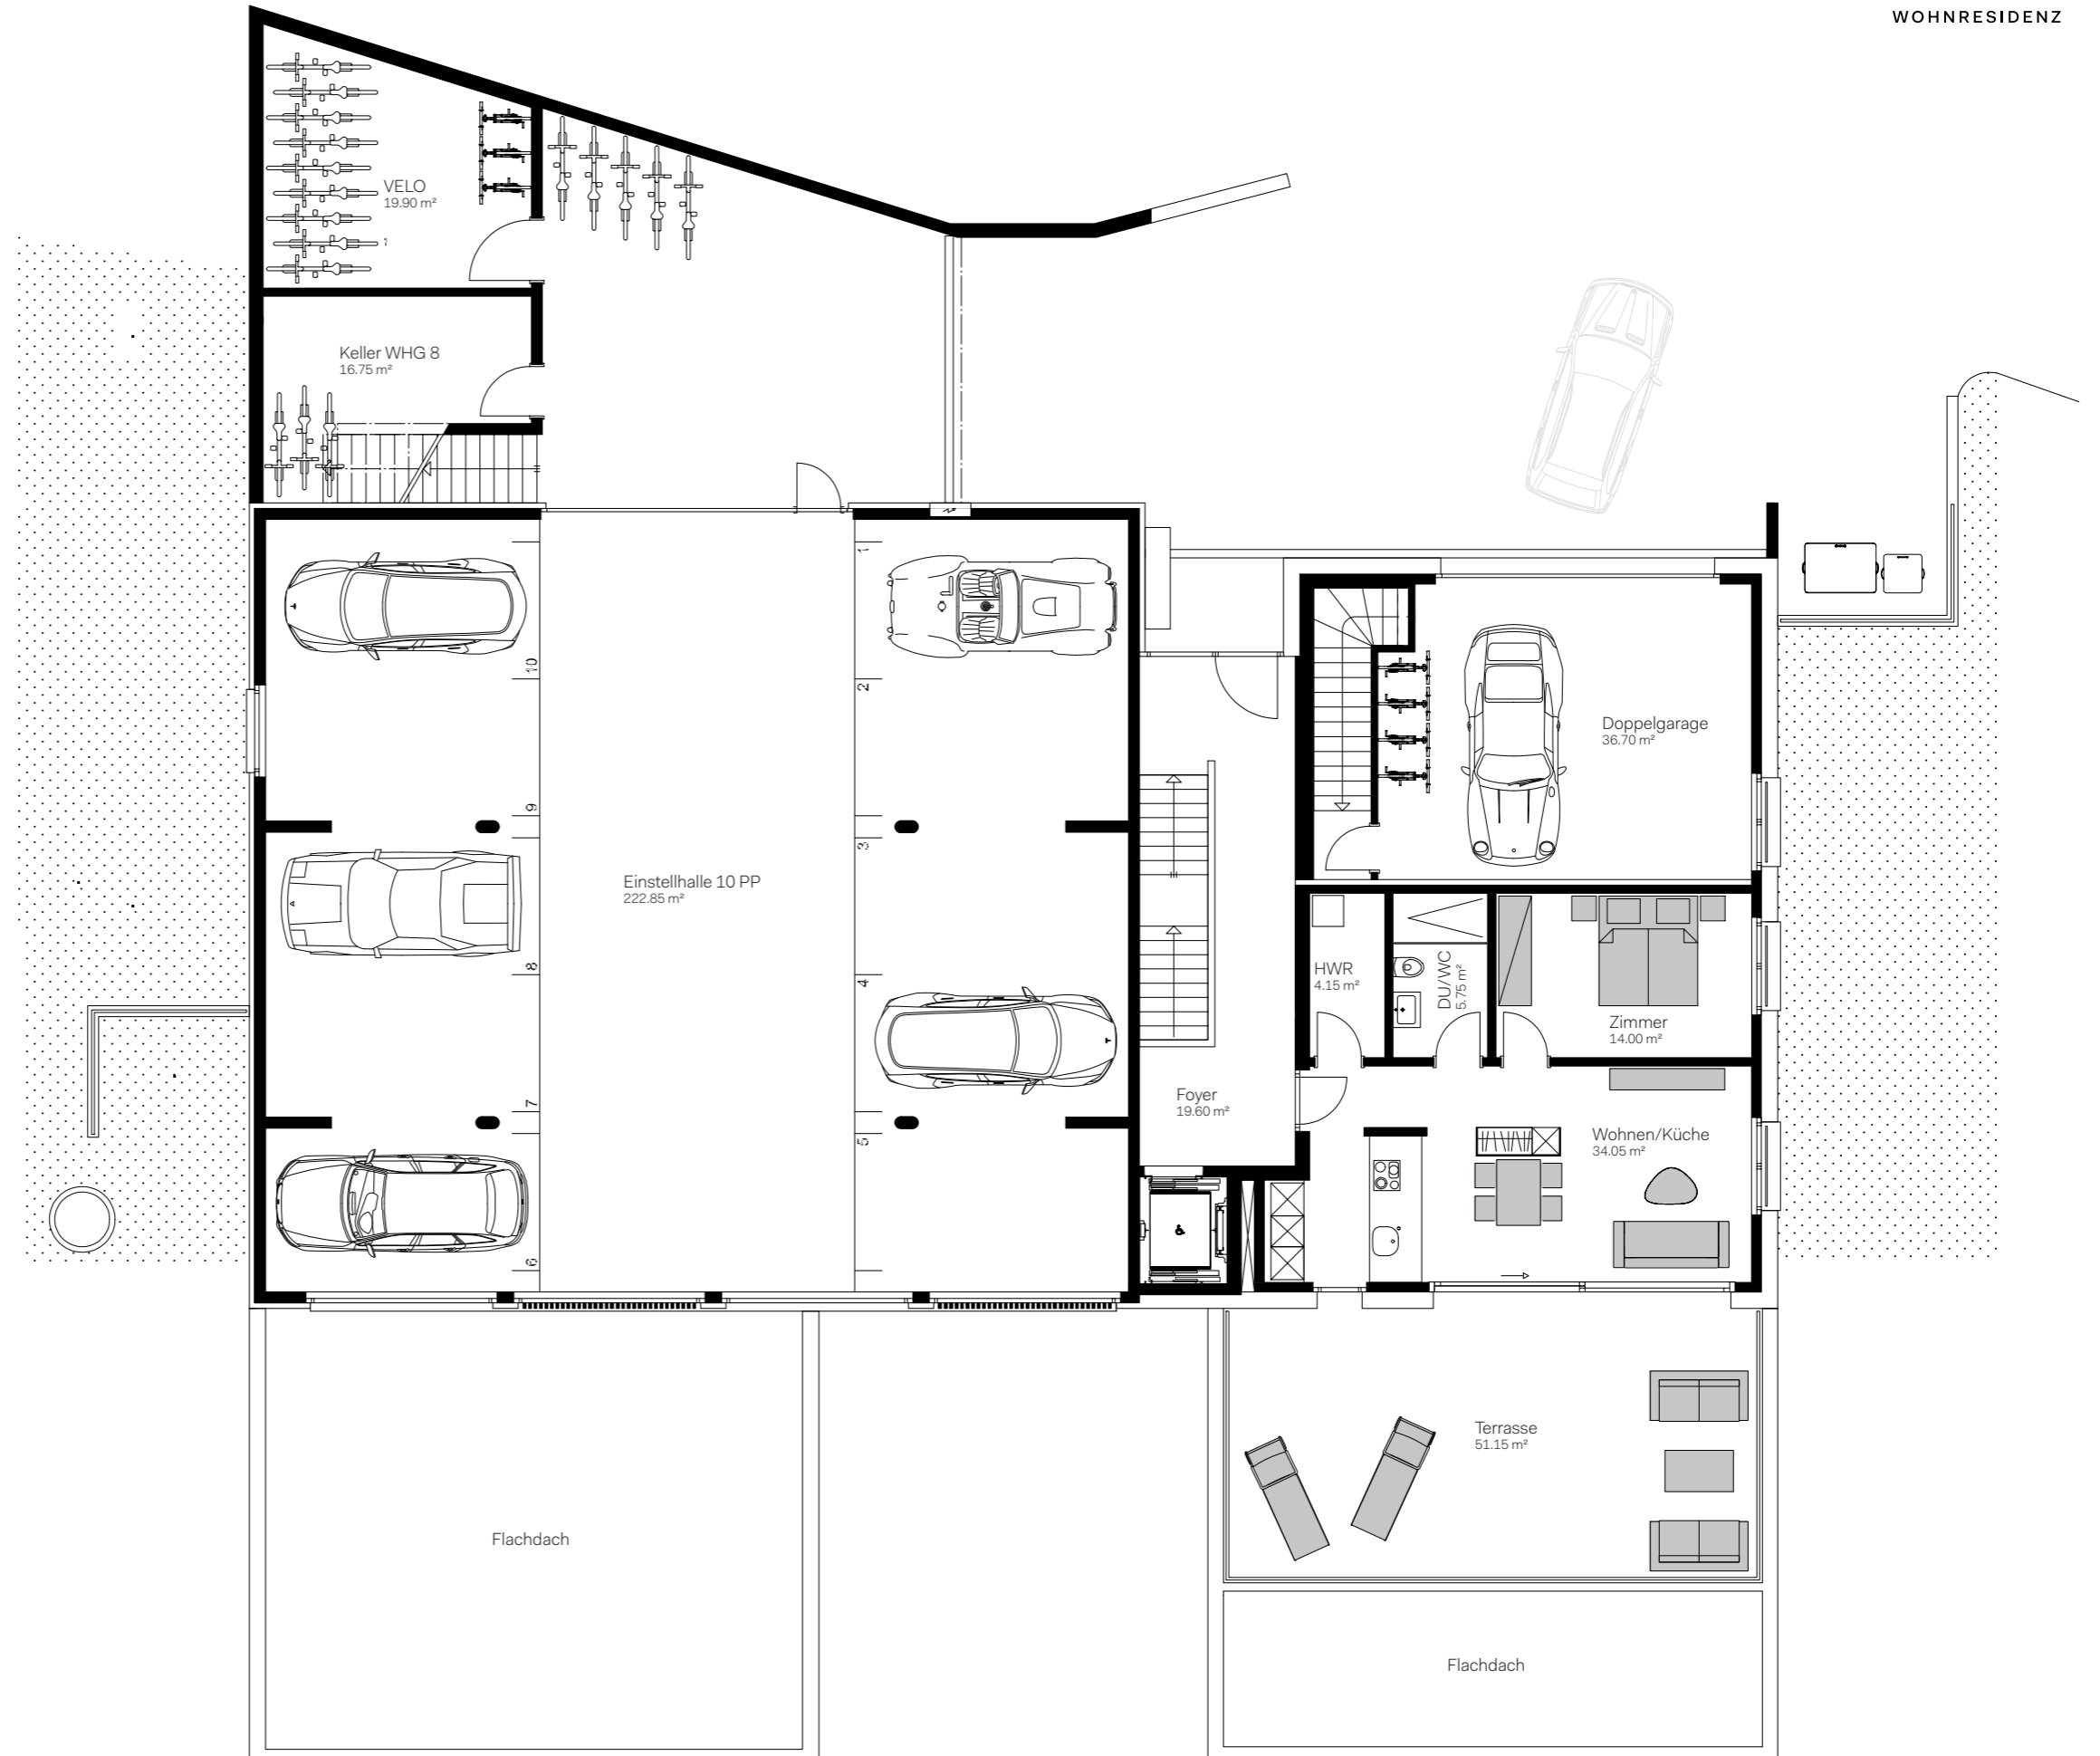 WOHNRESIDENZ
VELO
19.90 m²
1
Keller WHG 8
16.75 m²
1
10
2
Doppelgarage
36.70 m²
9
3
Einstellhalle 10 PP
222.85 m²
8
4
HWR
4.15 m²
DU/WC
5.75 m²
Zimmer
14.00 m²
7
5
Foyer
19.60 m²
Wohnen/Küche
34.05 m²
6
Terrasse
51.15 m²
Flachdach
Flachdach